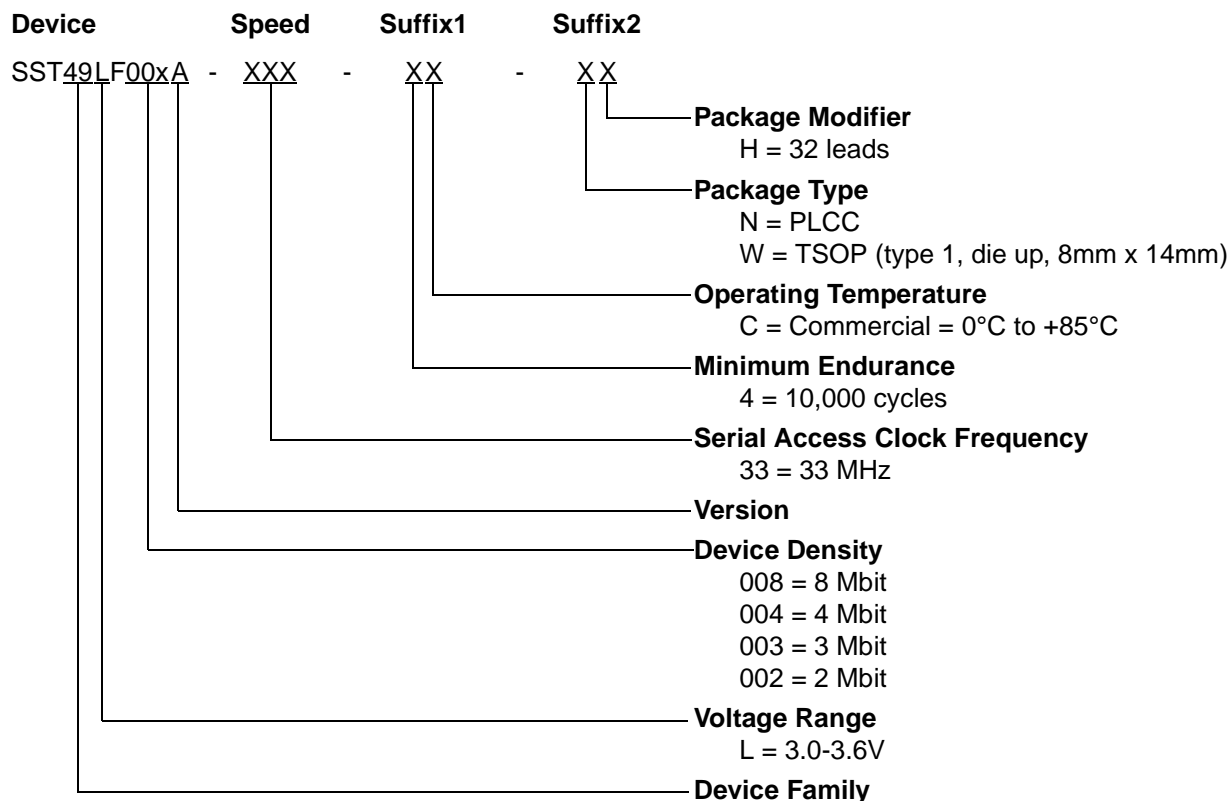 Device Speed Suffix1 Suffix2
SST49LF00xA - XXX - XX - XX
Package Modifier
H = 32 leads
Package Type
N = PLCC
W = TSOP (type 1, die up, 8mm x 14mm)
Operating Temperature
C = Commercial = 0°C to +85°C
Minimum Endurance
4 = 10,000 cycles
Serial Access Clock Frequency
33 = 33 MHz
Version
Device Density
008 = 8 Mbit
004 = 4 Mbit
003 = 3 Mbit
002 = 2 Mbit
Voltage Range
L = 3.0-3.6V
Device Family